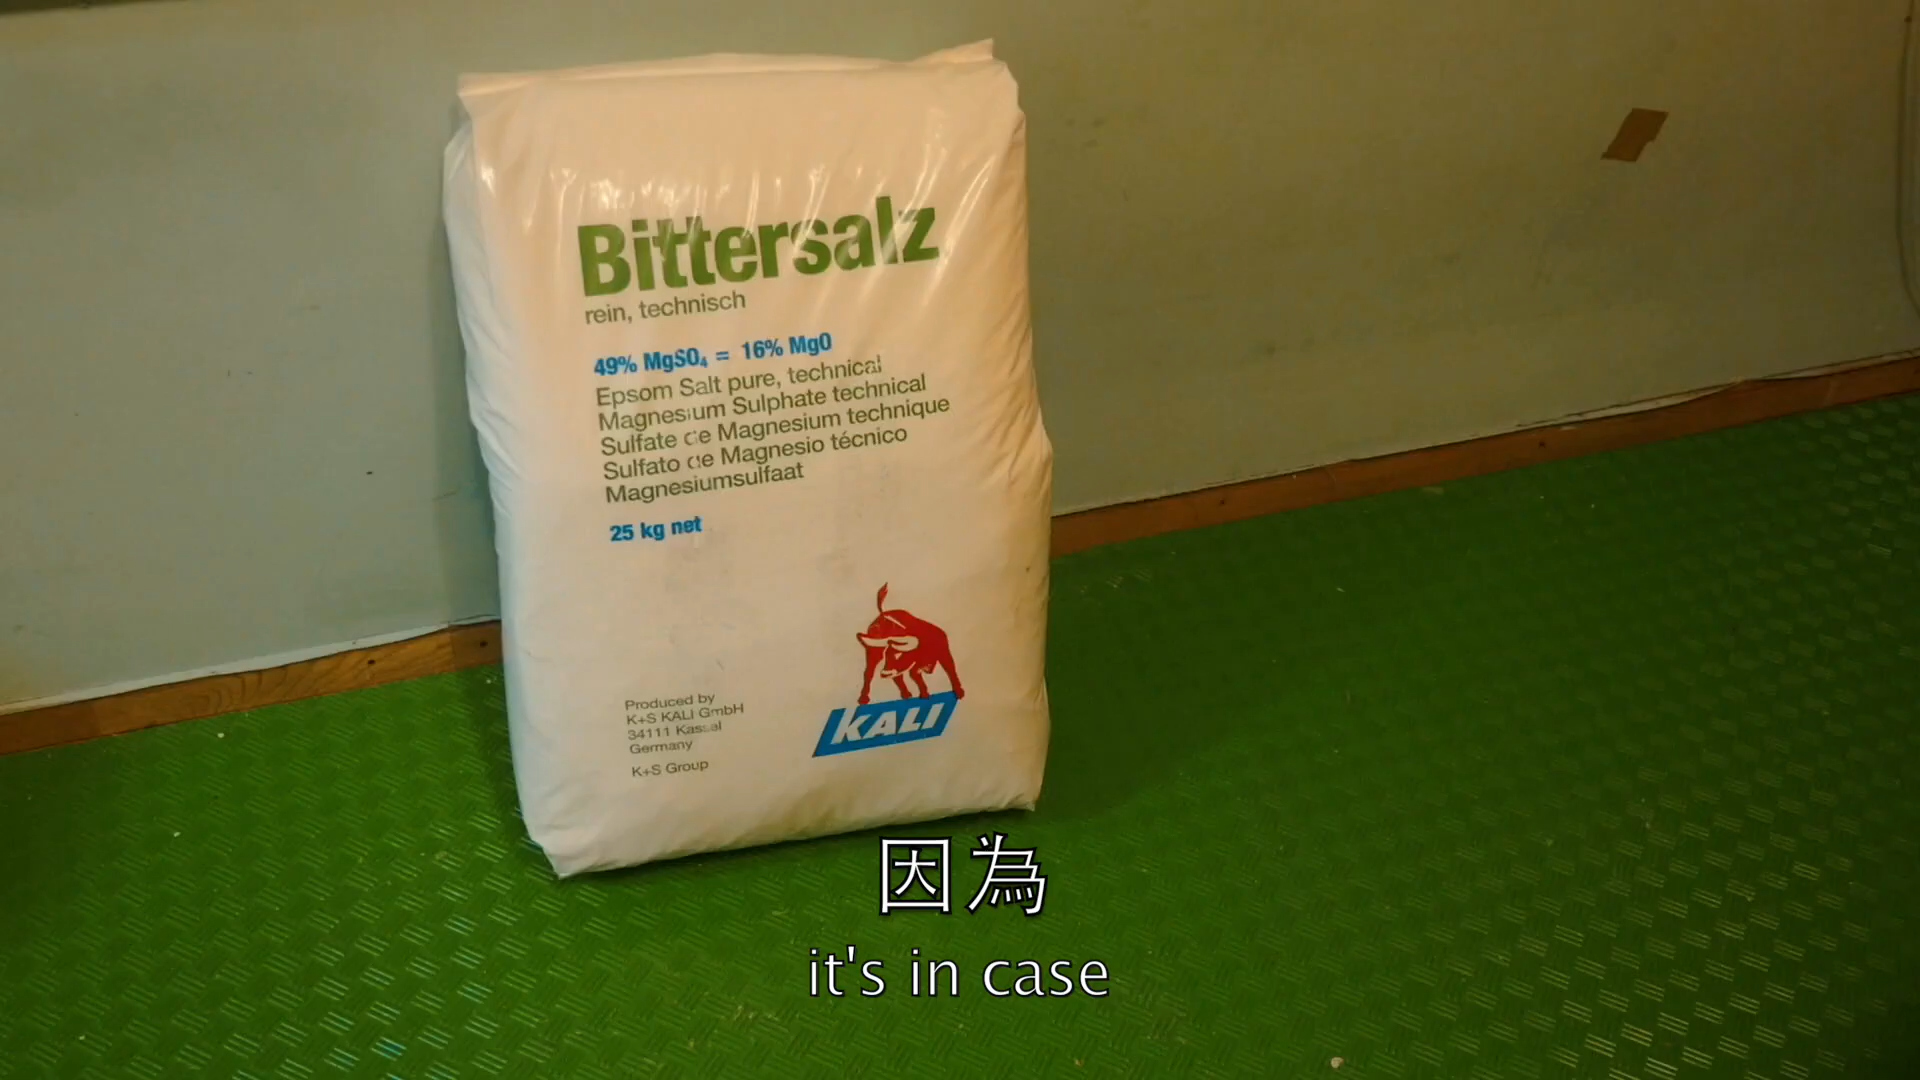 Bittersalz
rein, technisch
49% MgSO₄ = 16% MgO
Epsom Salt pure, technical
Magnesium Sulphate technical
Sulfate de Magnesium technique
Sulfato de Magnesio técnico
Magnesiumsulfaat
25 kg net
KALI
Produced by
K+S KALI GmbH
34111 Kassel
Germany
K+S Group
因為
it's in case